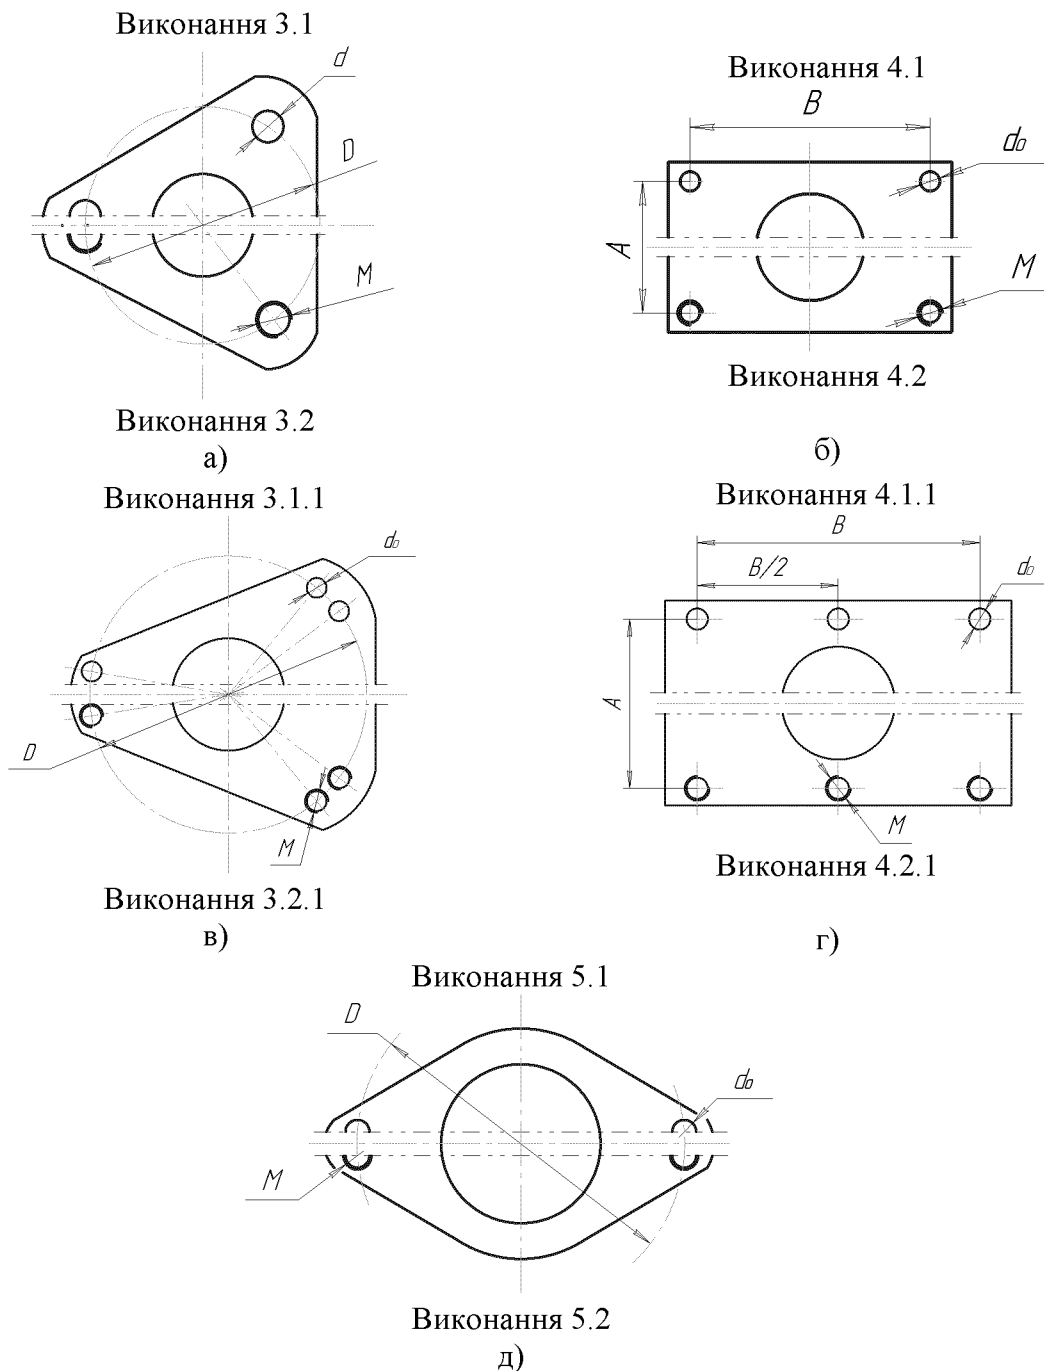 Виконання 3.1
d
D
M
Виконання 3.2
а)
Виконання 4.1
B
d₀
A
M
Виконання 4.2
б)
Виконання 3.1.1
d₀
D
M
Виконання 3.2.1
в)
Виконання 4.1.1
B
B/2
d₀
A
M
Виконання 4.2.1
г)
Виконання 5.1
D
d₀
M
Виконання 5.2
д)